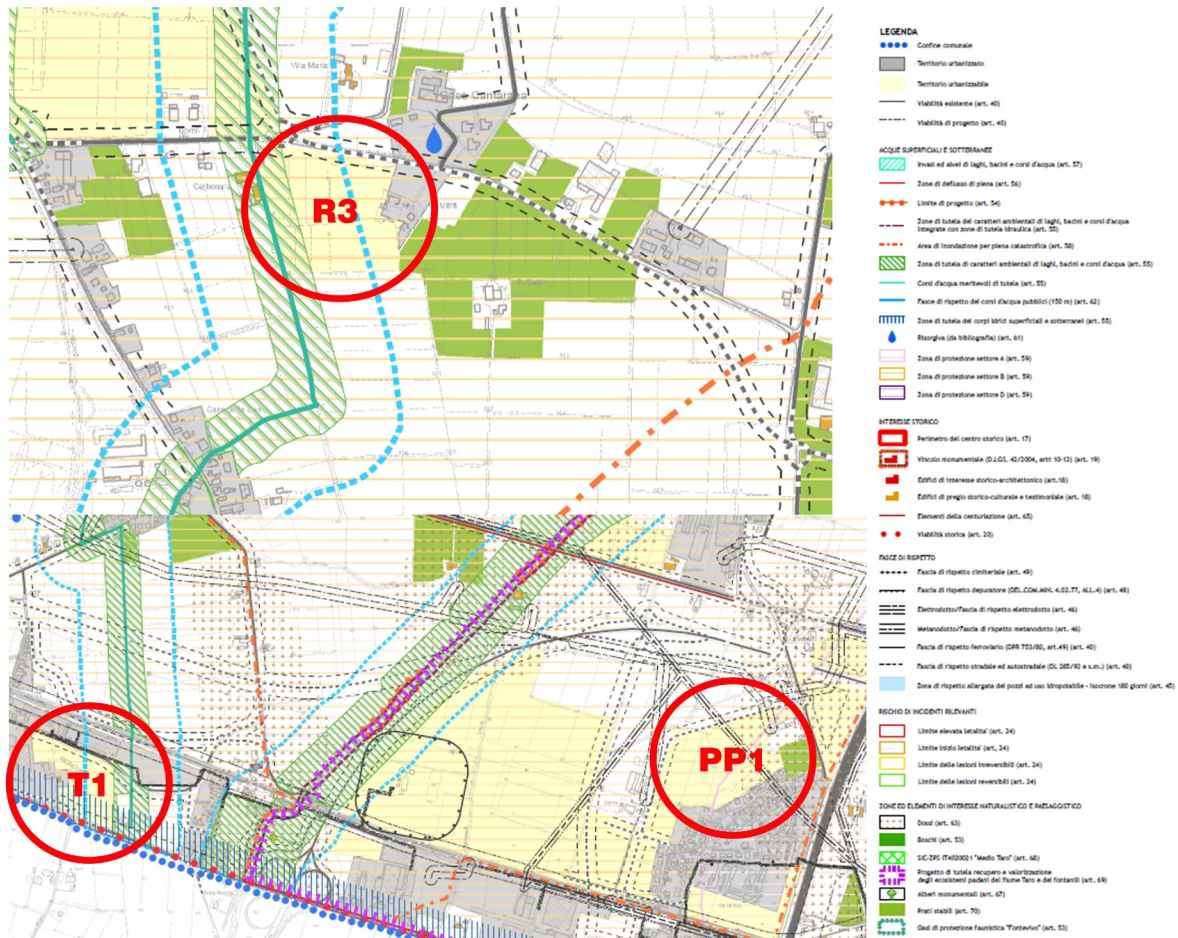 Villa Maria
R3
T1
PP1
LEGENDA
Confine comunale
Territorio urbanizzato
Territorio urbanizzabile
Viabilità esistente (art. 40)
Viabilità di progetto (art. 40)
ACQUE SUPERFICIALI E SOTTERRANEE
Invasi ed alvei di laghi, bacini e corsi d'acqua (art. 57)
Zone di deflusso di piena (art. 56)
Limite di progetto (art. 54)
Zone di tutela dei caratteri ambientali di laghi, bacini e corsi d'acqua
integrate con zone di tutela idraulica (art. 55)
Area di inondazione per piena catastrofica (art. 58)
Zona di tutela di caratteri ambientali di laghi, bacini e corsi d'acqua (art. 55)
Corsi d'acqua meritevoli di tutela (art. 55)
Fasce di rispetto dei corsi d'acqua pubblici (150 m) (art. 62)
Zone di tutela dei corpi idrici superficiali e sotterranei (art. 55)
Risorgiva (da bibliografia) (art. 61)
Zona di protezione settore A (art. 59)
Zona di protezione settore B (art. 59)
Zona di protezione settore D (art. 59)
INTERESSE STORICO
Perimetro del centro storico (art. 17)
Vincolo monumentale (D.LGS. 42/2004, artt 10-12) (art. 19)
Edifici di interesse storico-architettonico (art.18)
Edifici di pregio storico-culturale e testimoniale (art. 18)
Elementi della centuriazione (art. 65)
Viabilità storica (art. 20)
FASCE DI RISPETTO
Fascia di rispetto cimiteriale (art. 49)
Fascia di rispetto depuratore (DEL.COM.MIN. 4.02.77, ALL.4) (art. 48)
Elettrodotto/Fascia di rispetto elettrodotto (art. 46)
Metanodotto/Fascia di rispetto metanodotto (art. 46)
Fascia di rispetto ferroviario (DPR 753/80, art.49) (art. 40)
Fascia di rispetto stradale ed autostradale (DL 285/92 e s.m.) (art. 40)
Zona di rispetto allargata dei pozzi ad uso idropotabile - Isocrone 180 giorni (art. 45)
RISCHIO DI INCIDENTI RILEVANTI
Limite elevata letalita' (art. 24)
Limite inizio letalita' (art, 24)
Limite delle lesioni irreversibili (art. 24)
Limite delle lesioni reversibili (art. 24)
ZONE ED ELEMENTI DI INTERESSE NATURALISTICO E PAESAGGISTICO
Dossi (art. 63)
Boschi (art. 53)
SIC-ZPS IT4020021 "Medio Taro" (art. 68)
Progetto di tutela recupero e valorizzazione
degli ecosistemi padani del fiume Taro e dei fontanili (art. 69)
Alberi monumentali (art. 67)
Prati stabili (art. 70)
Oasi di protezione faunistica "Fontevivo" (art. 53)